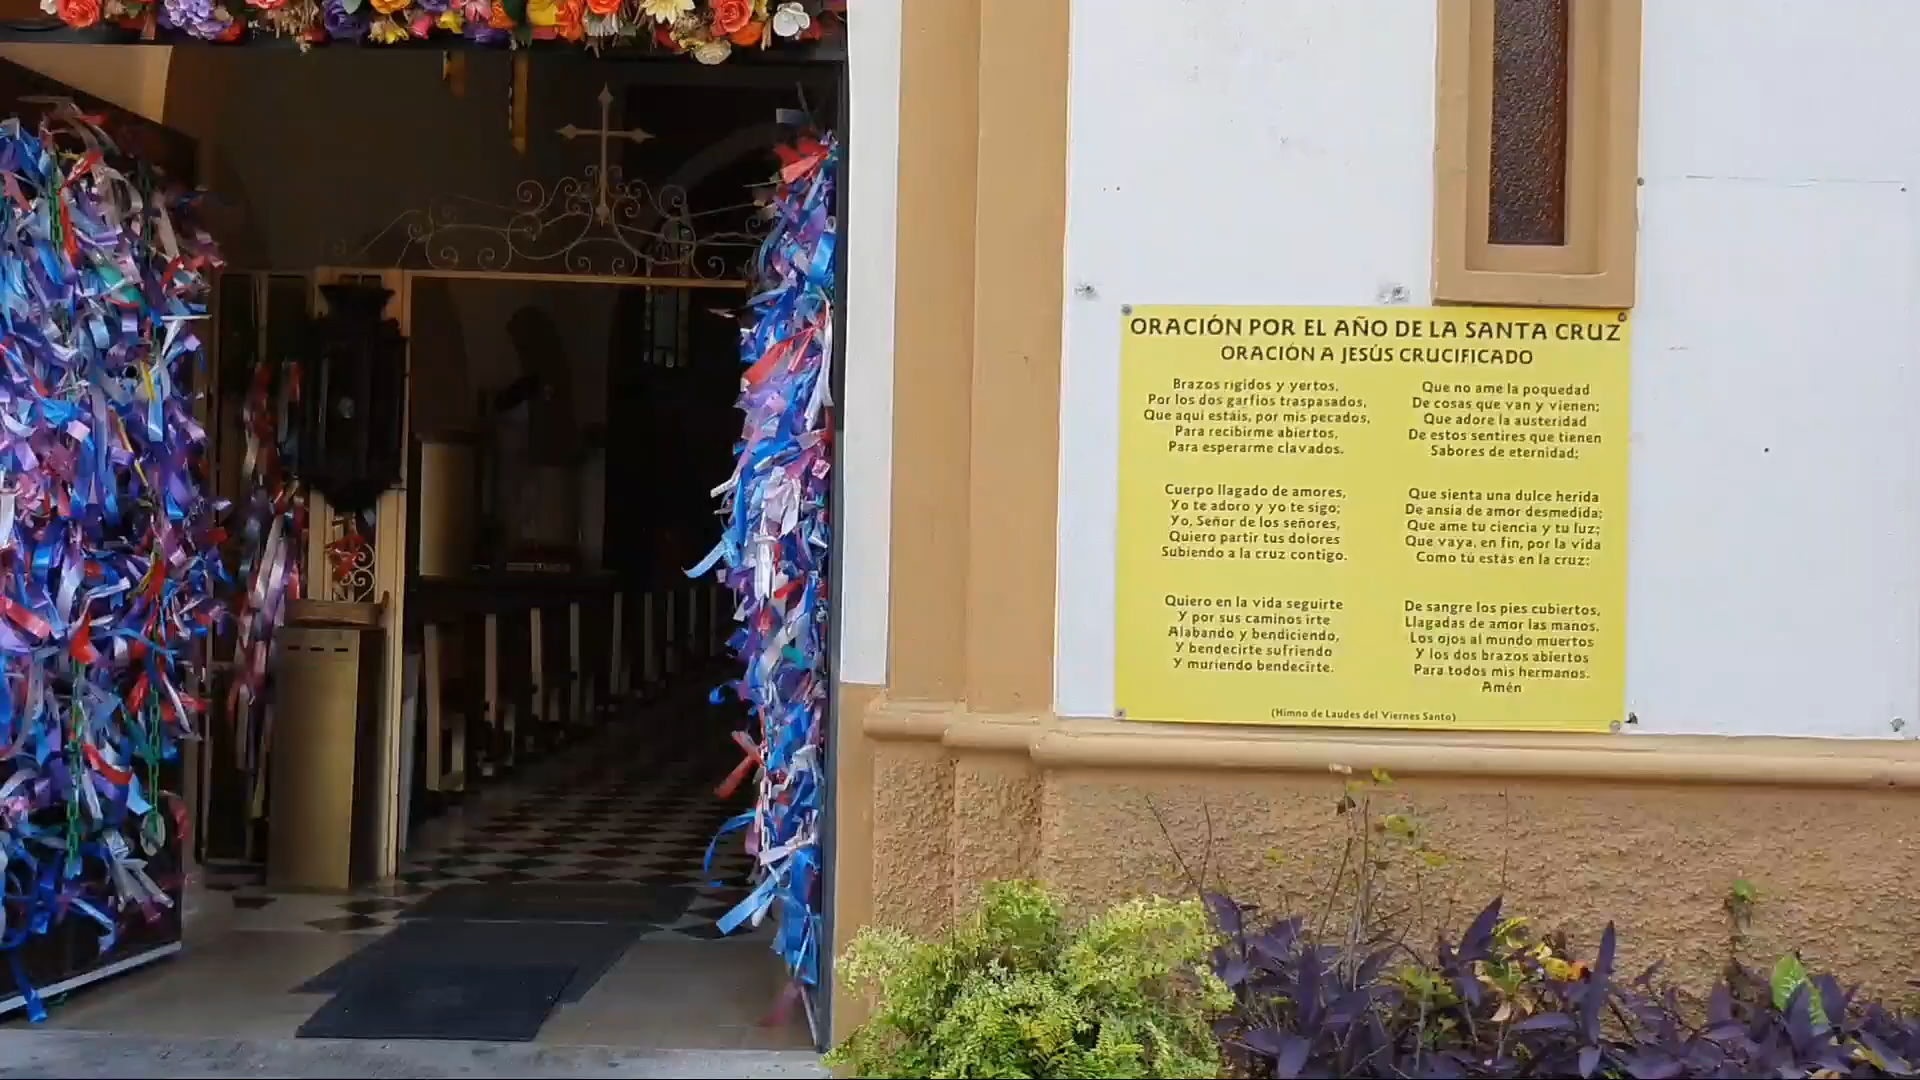 ORACIÓN POR EL AÑO DE LA SANTA CRUZ
ORACIÓN A JESÚS CRUCIFICADO
Brazos rígidos y yertos,
Por los dos garfios traspasados,
Que aquí estáis, por mis pecados,
Para recibirme abiertos,
Para esperarme clavados.
Cuerpo llagado de amores,
Yo te adoro y yo te sigo;
Yo, Señor de los señores,
Quiero partir tus dolores
Subiendo a la cruz contigo.
Quiero en la vida seguirte
Y por sus caminos irte
Alabando y bendiciendo,
Y bendecirte sufriendo
Y muriendo bendecirte.
Que no ame la poquedad
De cosas que van y vienen;
Que adore la austeridad
De estos sentires que tienen
Sabores de eternidad;
Que sienta una dulce herida
De ansia de amor desmedida;
Que ame tu ciencia y tu luz;
Que vaya, en fin, por la vida
Como tú estás en la cruz:
De sangre los pies cubiertos,
Llagadas de amor las manos,
Los ojos al mundo muertos
Y los dos brazos abiertos
Para todos mis hermanos.
Amén
(Himno de Laudes del Viernes Santo)